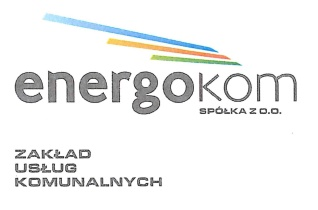 energokom
SPÓŁKA Z O.O.
ZAKŁAD
USŁUG
KOMUNALNYCH